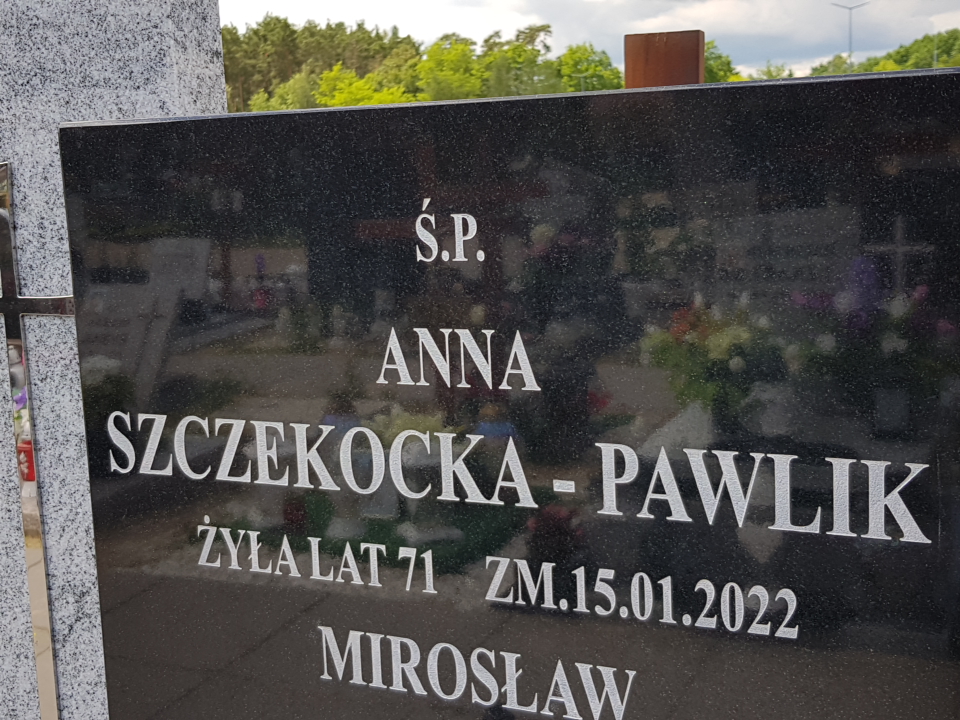 Ś.P.
ANNA
SZCZEKOCKA - PAWLIK
ŻYŁA LAT 71 ZM.15.01.2022
MIROSŁAW